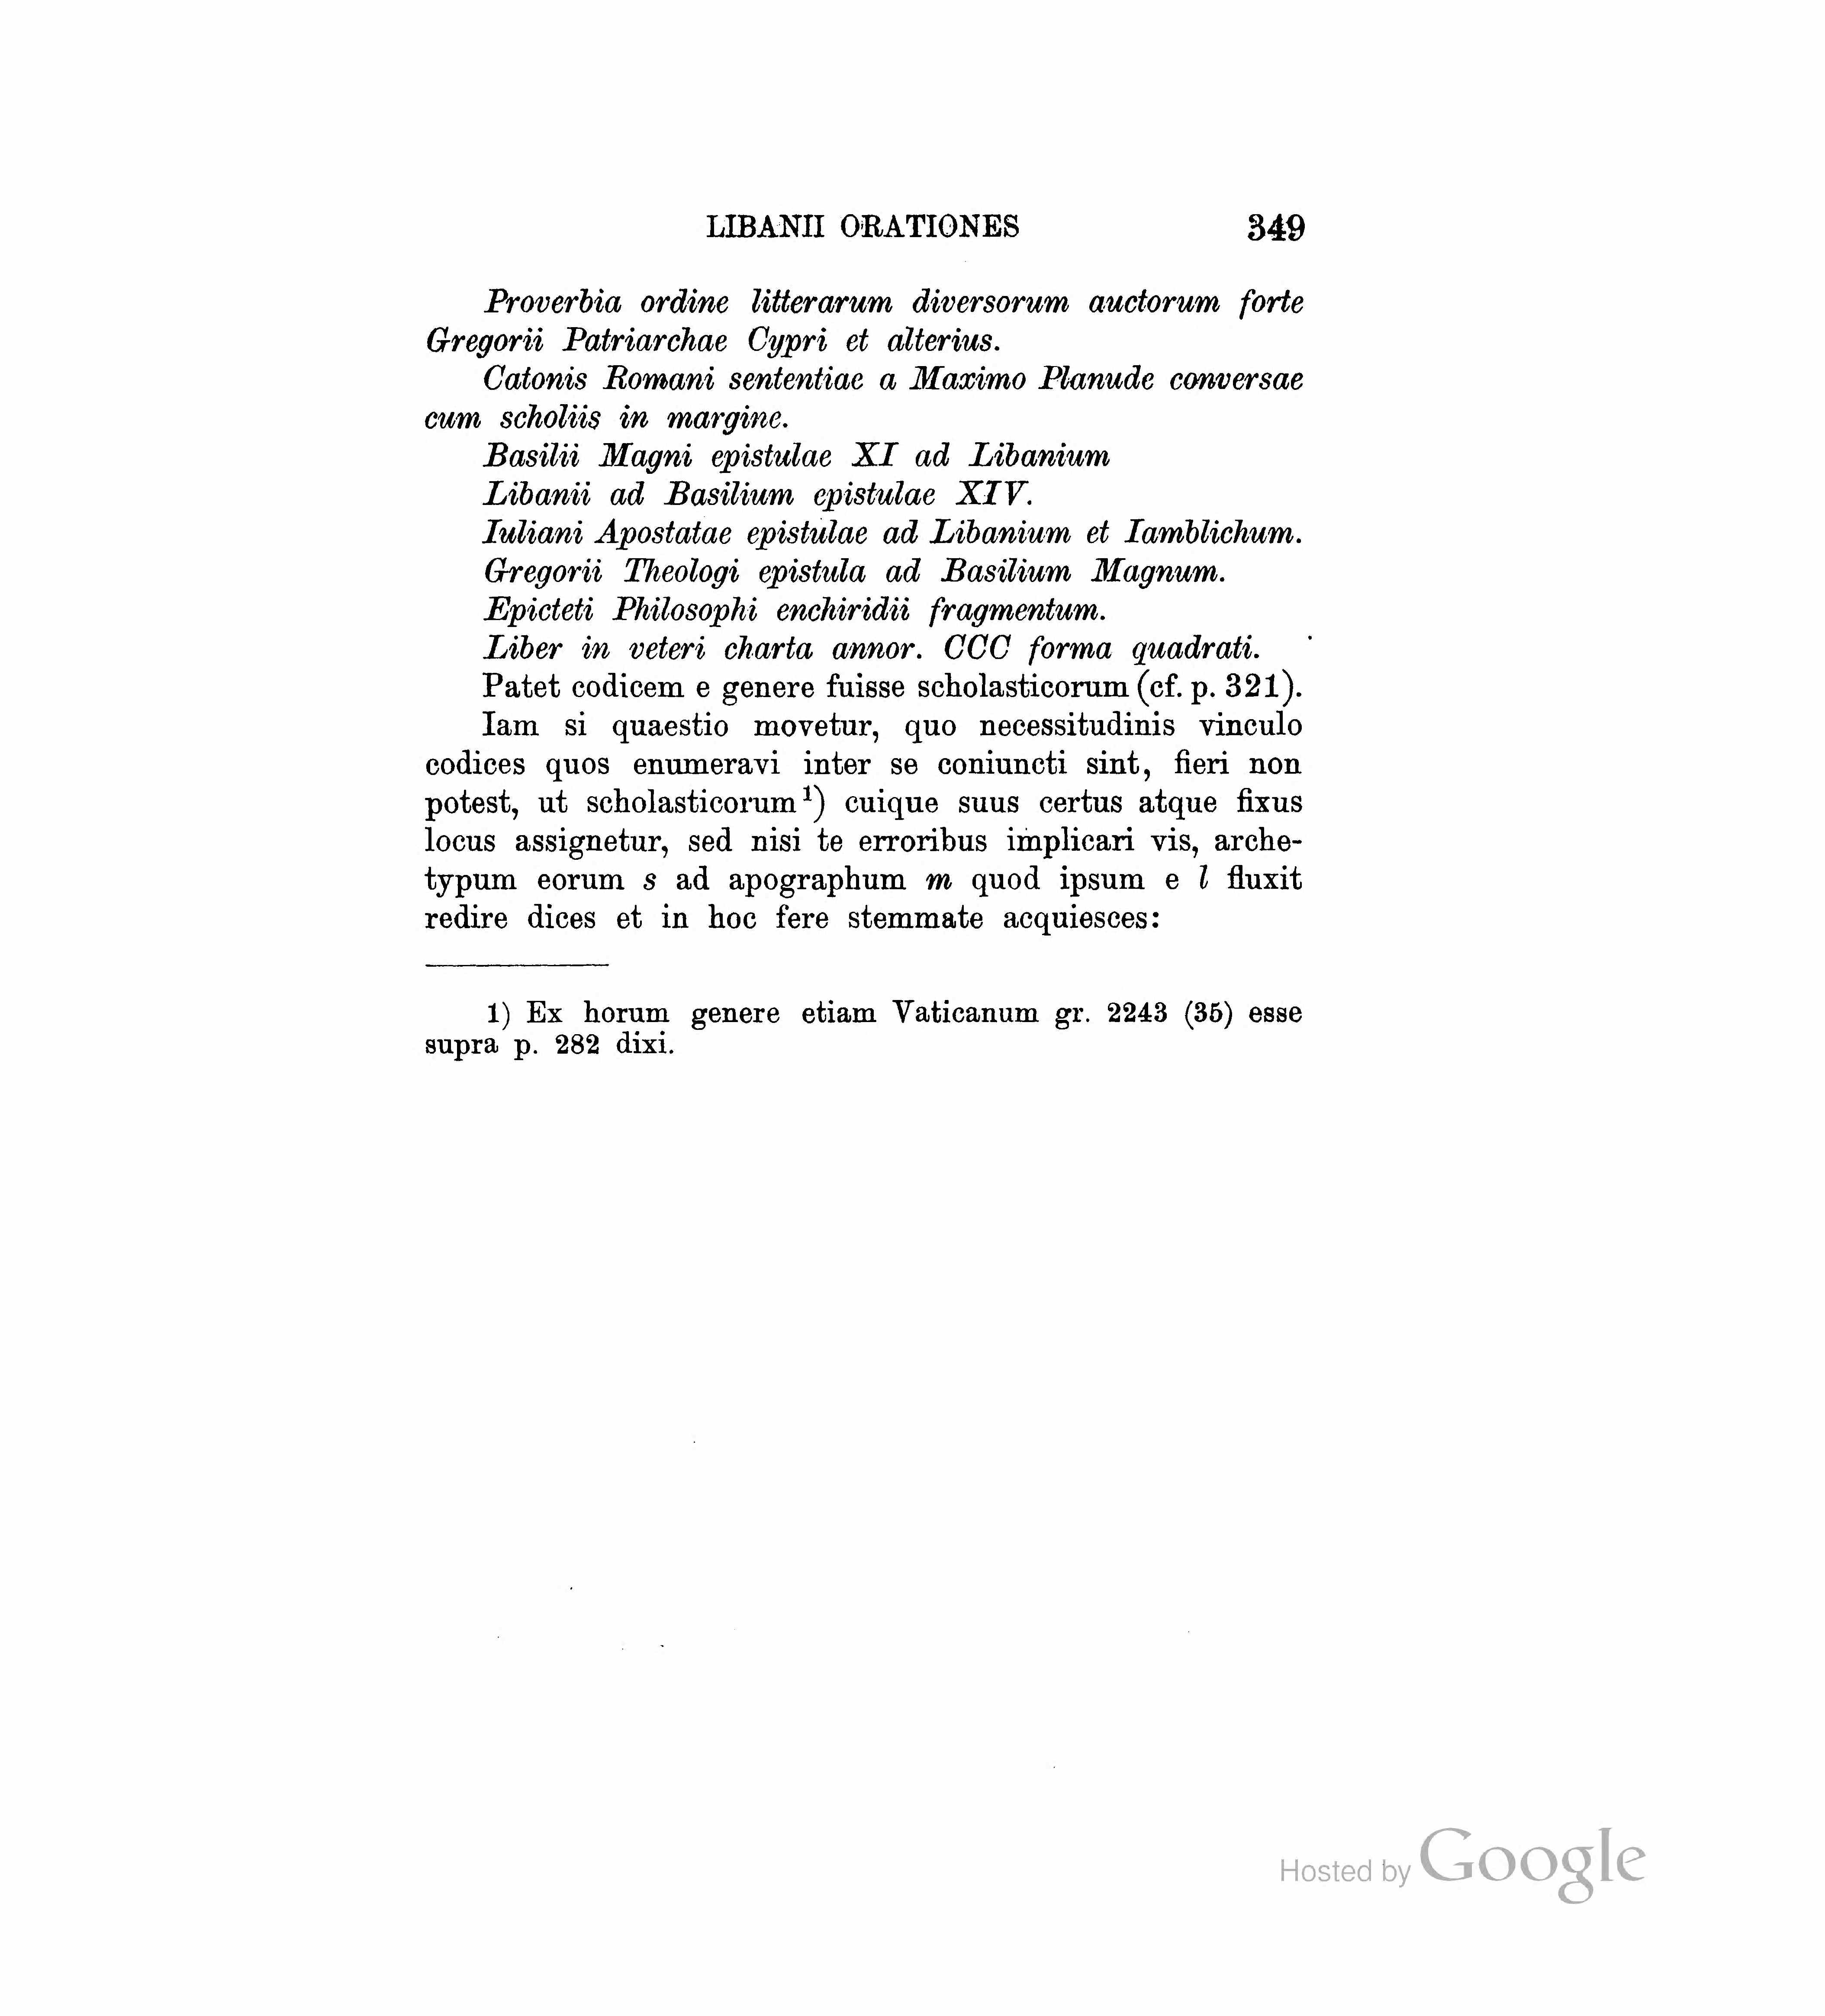 LIBANII ORATIONES 349
Proverbia ordine litterarum diversorum auctorum forte
Gregorii Patriarchae Cypri et alterius.
Catonis Romani sententiae a Maximo Planude conversae
cum scholiis in margine.
Basilii Magni epistulae XI ad Libanium
Libanii ad Basilium epistulae XIV.
Iuliani Apostatae epistulae ad Libanium et Iamblichum.
Gregorii Theologi epistula ad Basilium Magnum.
Epicteti Philosophi enchiridii fragmentum.
Liber in veteri charta annor. CCC forma quadrati.
Patet codicem e genere fuisse scholasticorum (cf. p. 321).
Iam si quaestio movetur, quo necessitudinis vinculo
codices quos enumeravi inter se coniuncti sint, fieri non
potest, ut scholasticorum¹) cuique suus certus atque fixus
locus assignetur, sed nisi te erroribus implicari vis, arche-
typum eorum s ad apographum m quod ipsum e l fluxit
redire dices et in hoc fere stemmate acquiesces:
1) Ex horum genere etiam Vaticanum gr. 2243 (35) esse
supra p. 282 dixi.
Hosted by Google